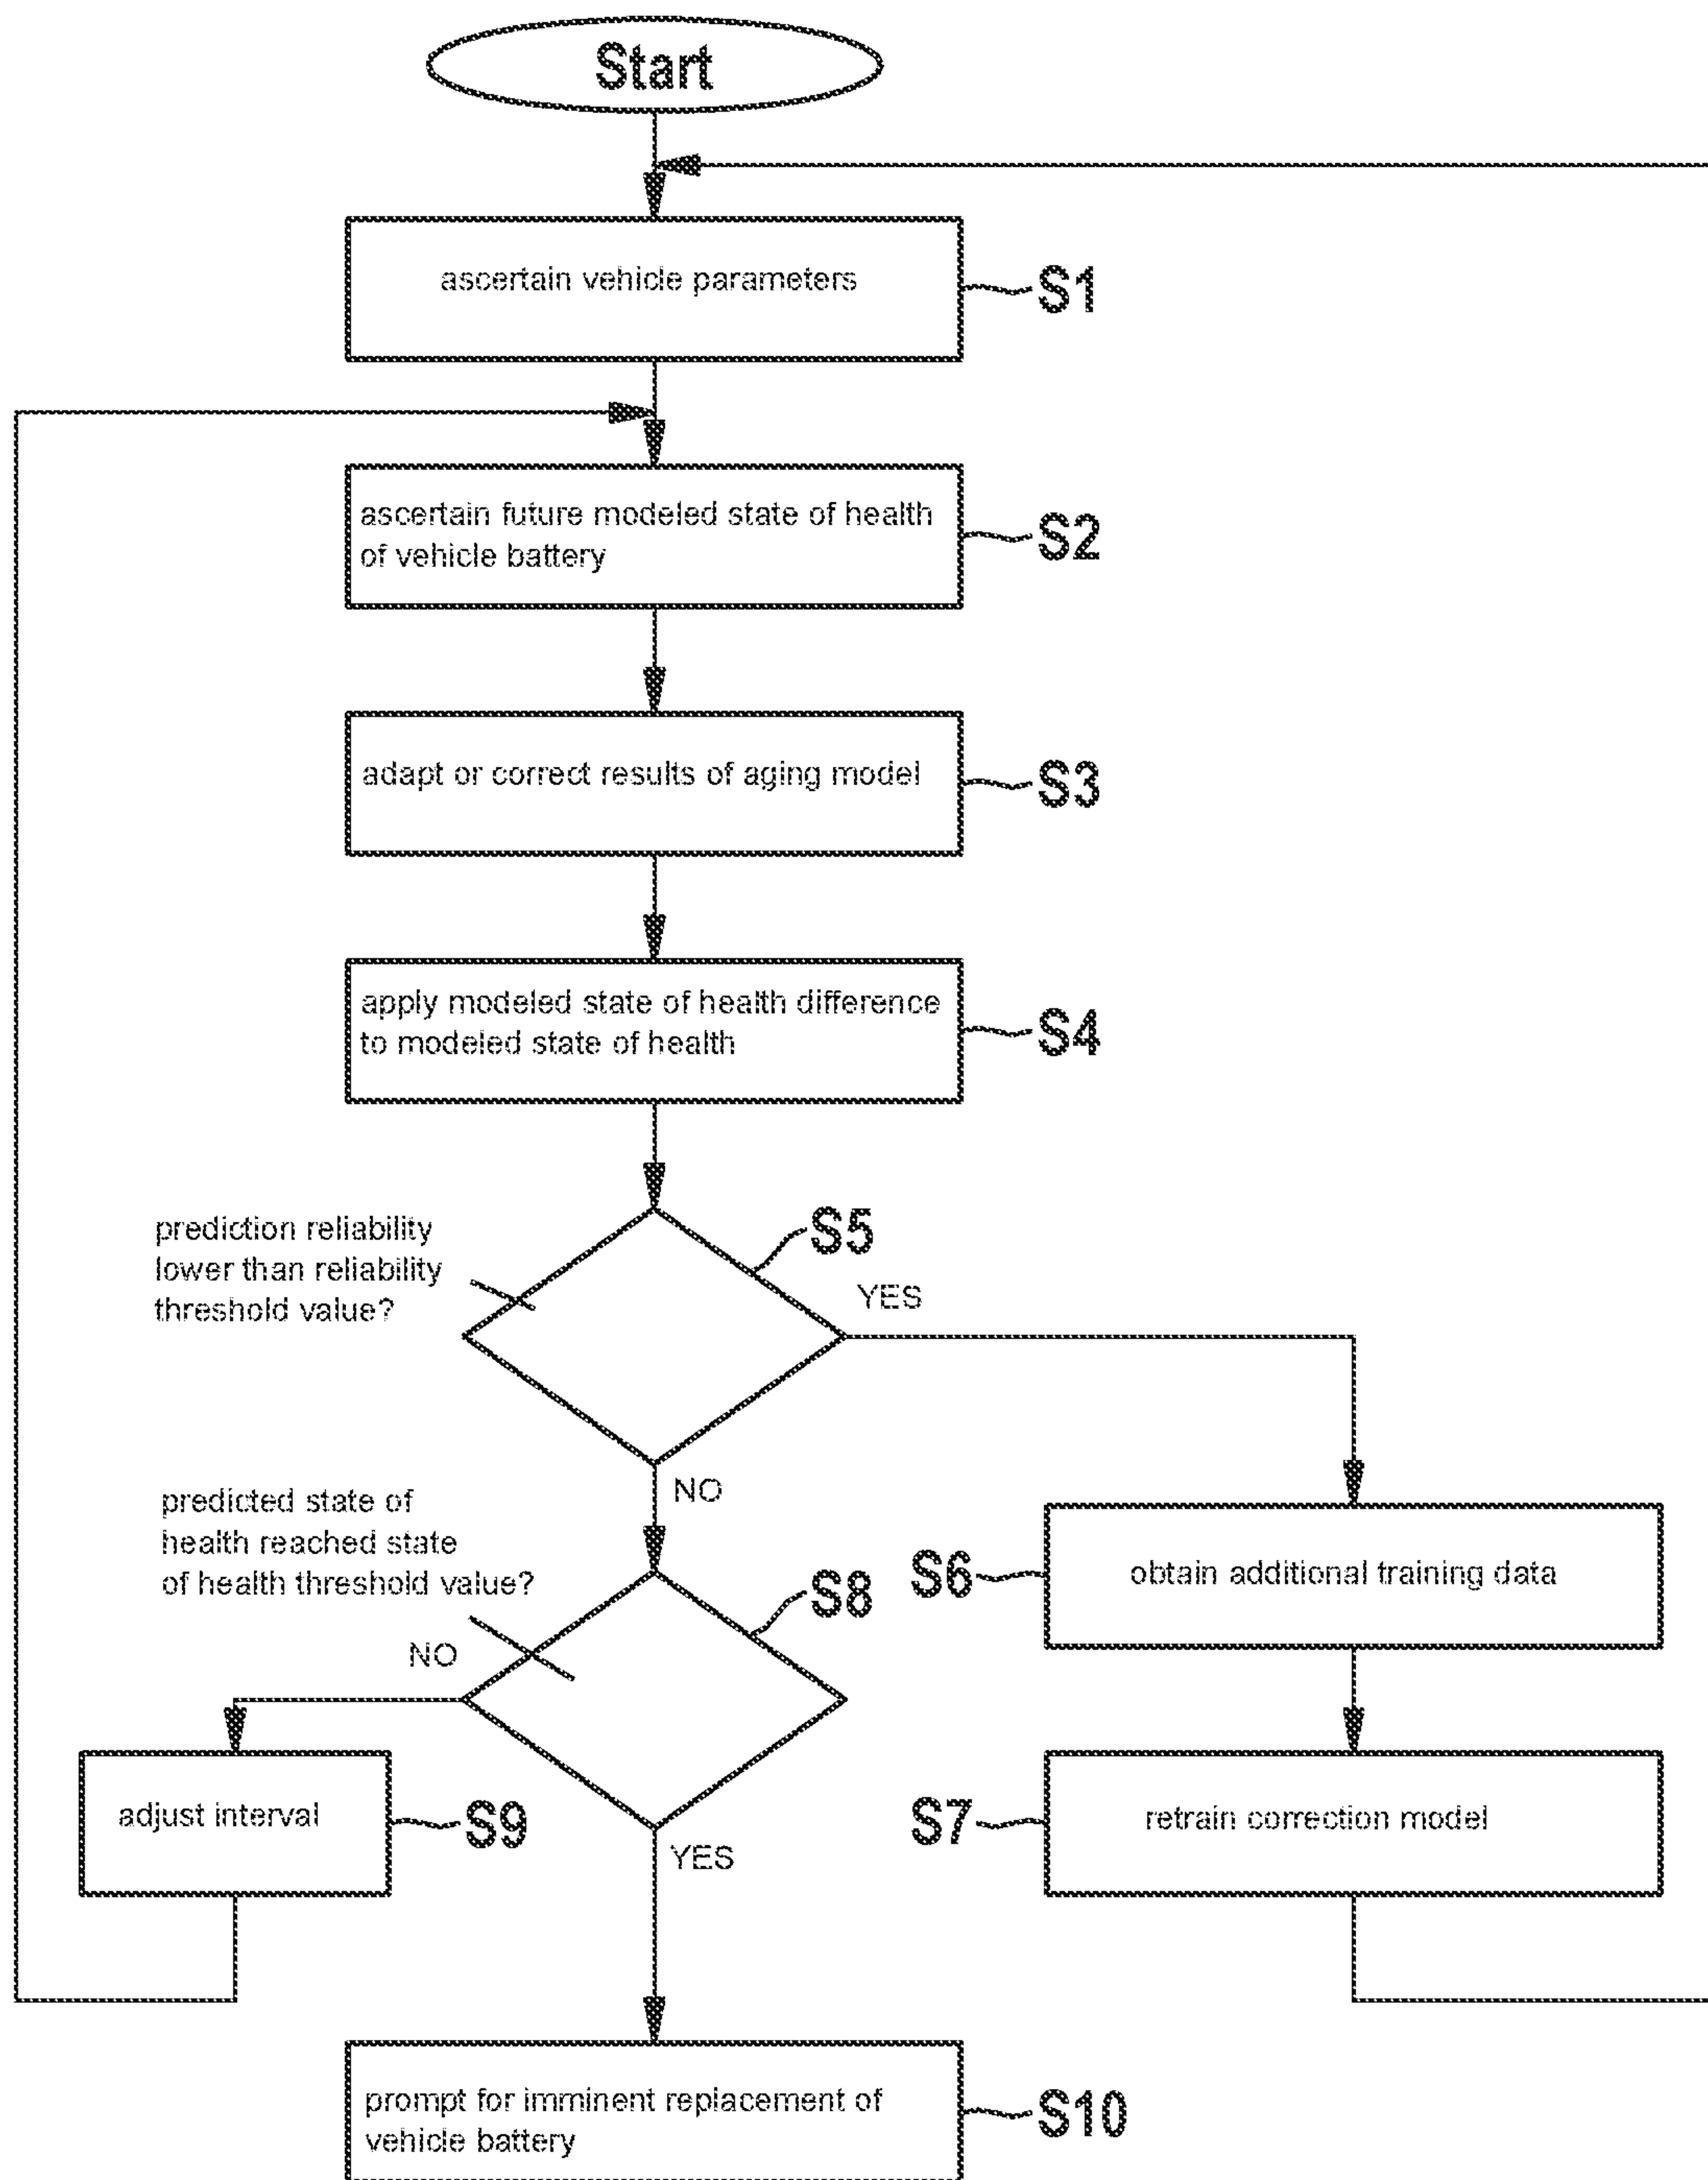 Start
ascertain vehicle parameters
S1
ascertain future modeled state of health
of vehicle battery
S2
adapt or correct results of aging model
S3
apply modeled state of health difference
to modeled state of health
S4
prediction reliability
lower than reliability
threshold value?
S5
YES
NO
predicted state of
health reached state
of health threshold value?
S8
NO
YES
S6
obtain additional training data
adjust interval
S9
S7
retrain correction model
prompt for imminent replacement of
vehicle battery
S10